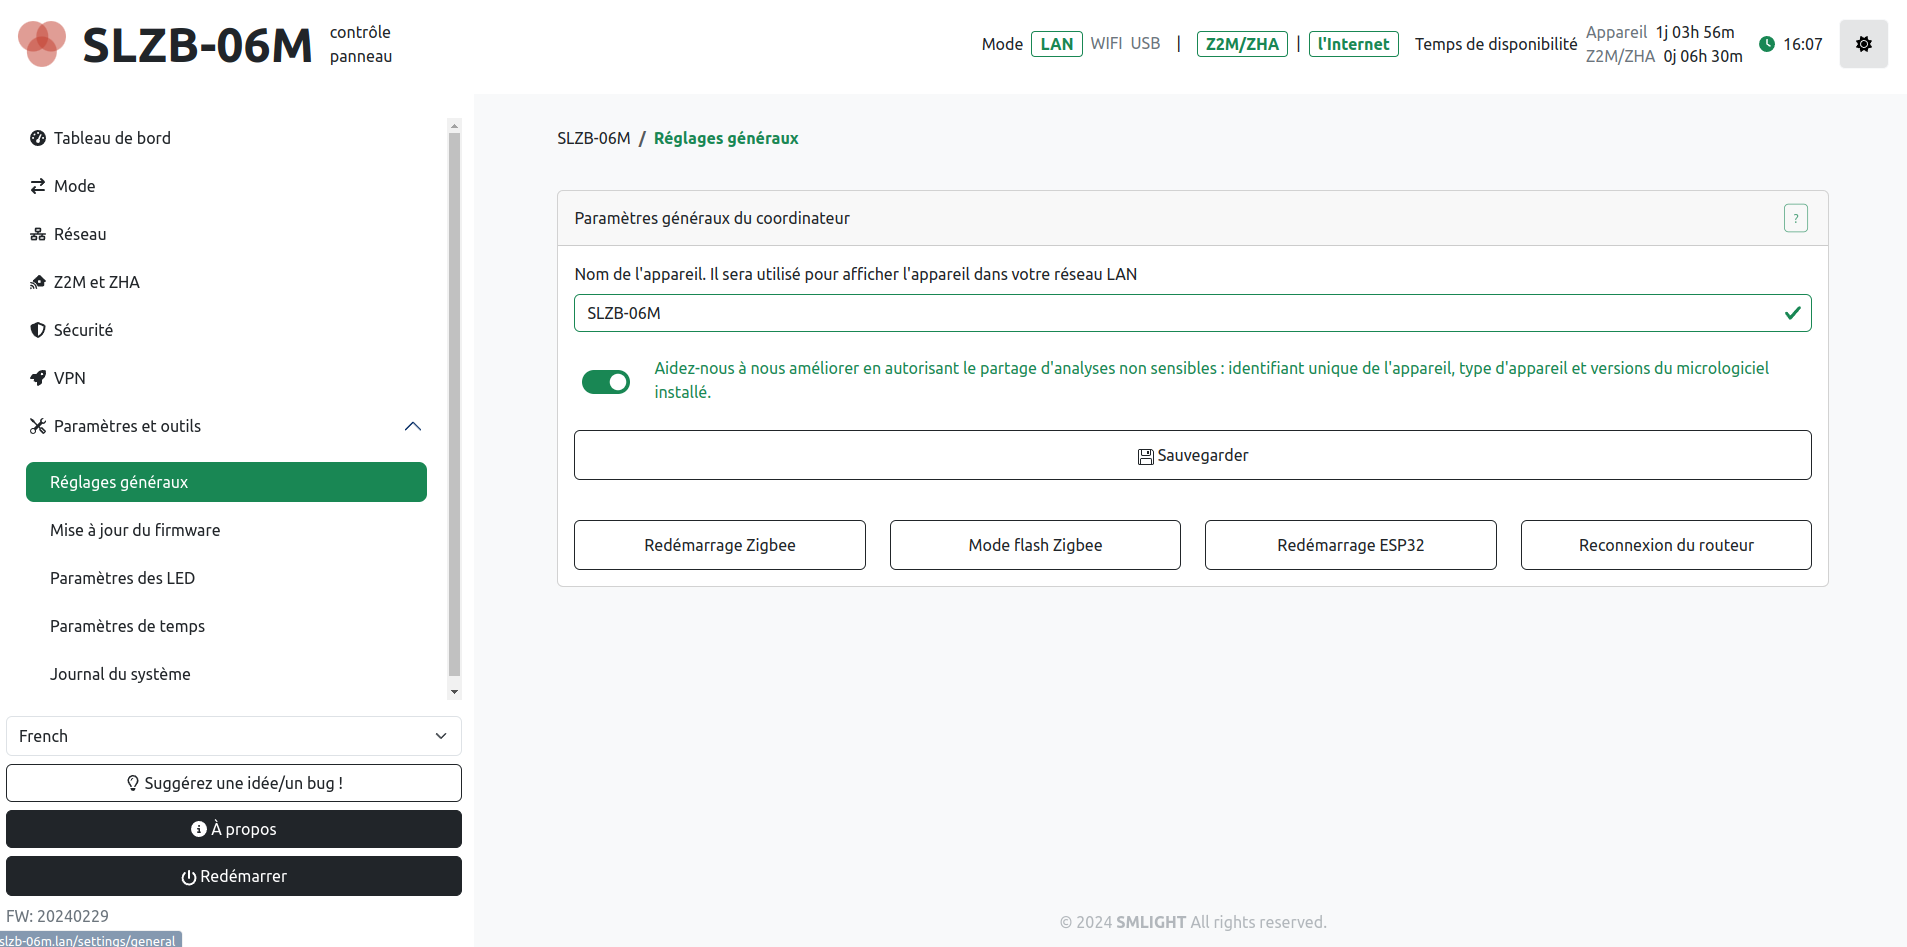 SLZB-06M
contrôle
panneau
Mode LAN WIFI USB | Z2M/ZHA | l'Internet Temps de disponibilité
Appareil 1j 03h 56m
Z2M/ZHA 0j 06h 30m
16:07
Tableau de bord
Mode
Réseau
Z2M et ZHA
Sécurité
VPN
Paramètres et outils
Réglages généraux
Mise à jour du firmware
Paramètres des LED
Paramètres de temps
Journal du système
French
Suggérez une idée/un bug !
À propos
Redémarrer
FW: 20240229
slzb-06m.lan/settings/general
SLZB-06M / Réglages généraux
Paramètres généraux du coordinateur
?
Nom de l'appareil. Il sera utilisé pour afficher l'appareil dans votre réseau LAN
SLZB-06M
Aidez-nous à nous améliorer en autorisant le partage d'analyses non sensibles : identifiant unique de l'appareil, type d'appareil et versions du micrologiciel
installé.
Sauvegarder
Redémarrage Zigbee
Mode flash Zigbee
Redémarrage ESP32
Reconnexion du routeur
© 2024 SMLIGHT All rights reserved.